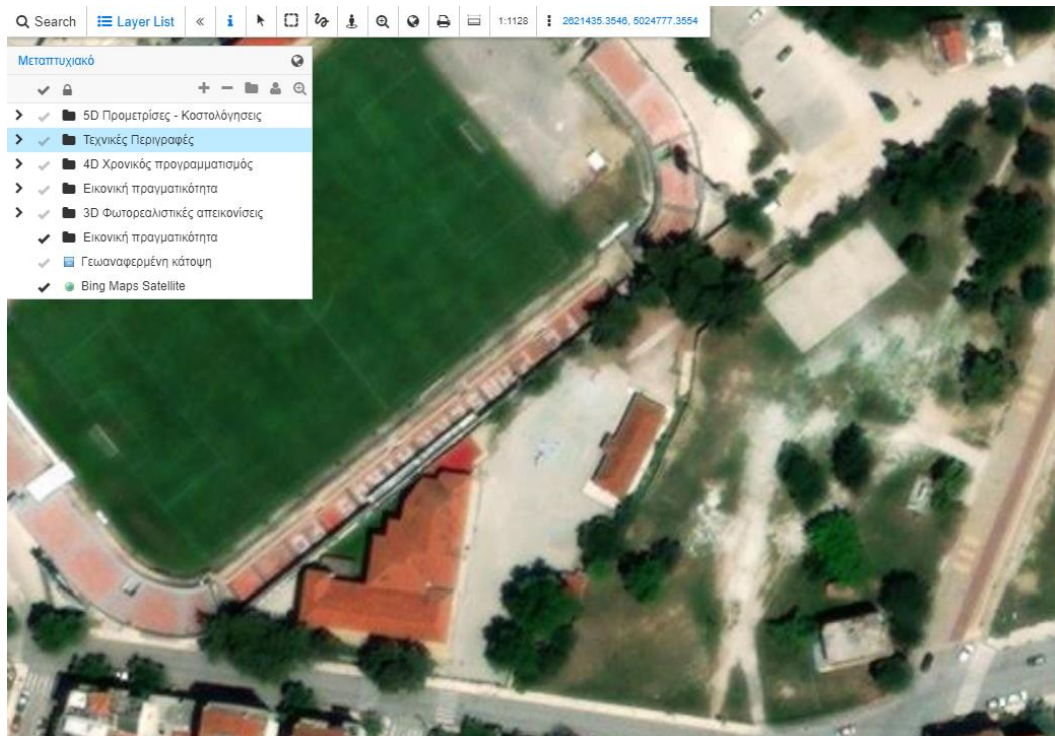 Search Layer List « i 1:1128 2621435.3546, 5024777.3554
Μεταπτυχιακό
5D Προμετρίσεις - Κοστολόγησεις
Τεχνικές Περιγραφές
4D Χρονικός προγραμματισμός
Εικονική πραγματικότητα
3D Φωτορεαλιστικές απεικονίσεις
Εικονική πραγματικότητα
Γεωαναφερμένη κάτοψη
Bing Maps Satellite